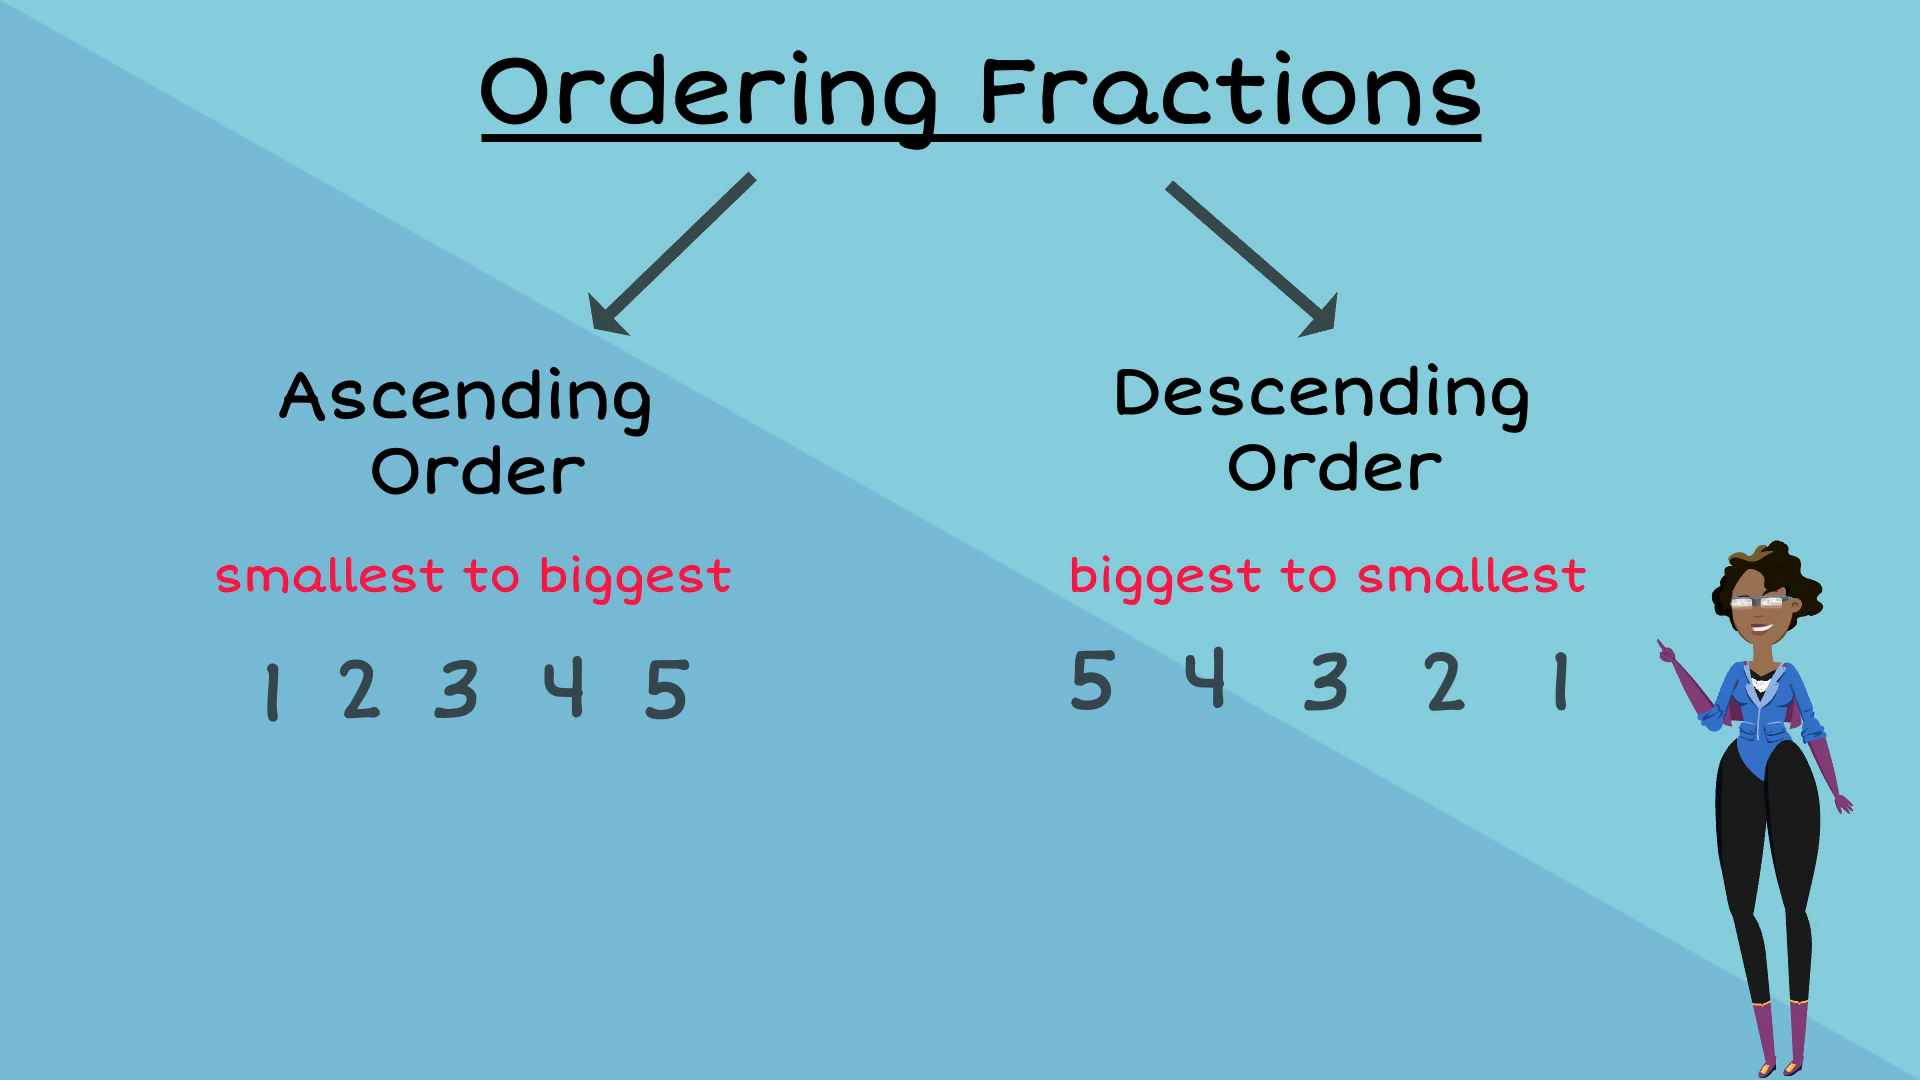 Ordering Fractions
Ascending
Order
smallest to biggest
1 2 3 4 5
Descending
Order
biggest to smallest
5 4 3 2 1